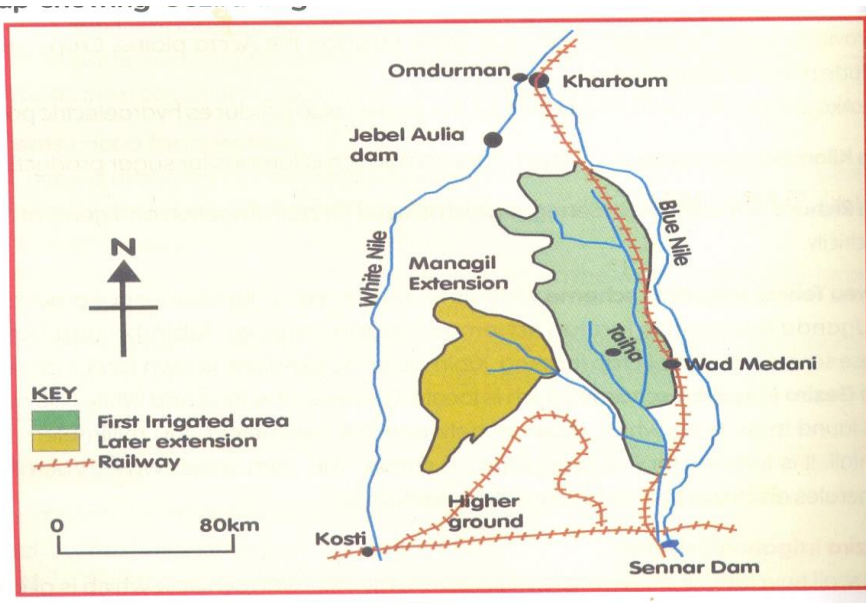 Omdurman
Khartoum
Jebel Aulia
dam
White Nile
Blue Nile
N
Managil
Extension
Taiha
Wad Medani
KEY
First Irrigated area
Later extension
Railway
0 80km
Higher
ground
Kosti
Sennar Dam